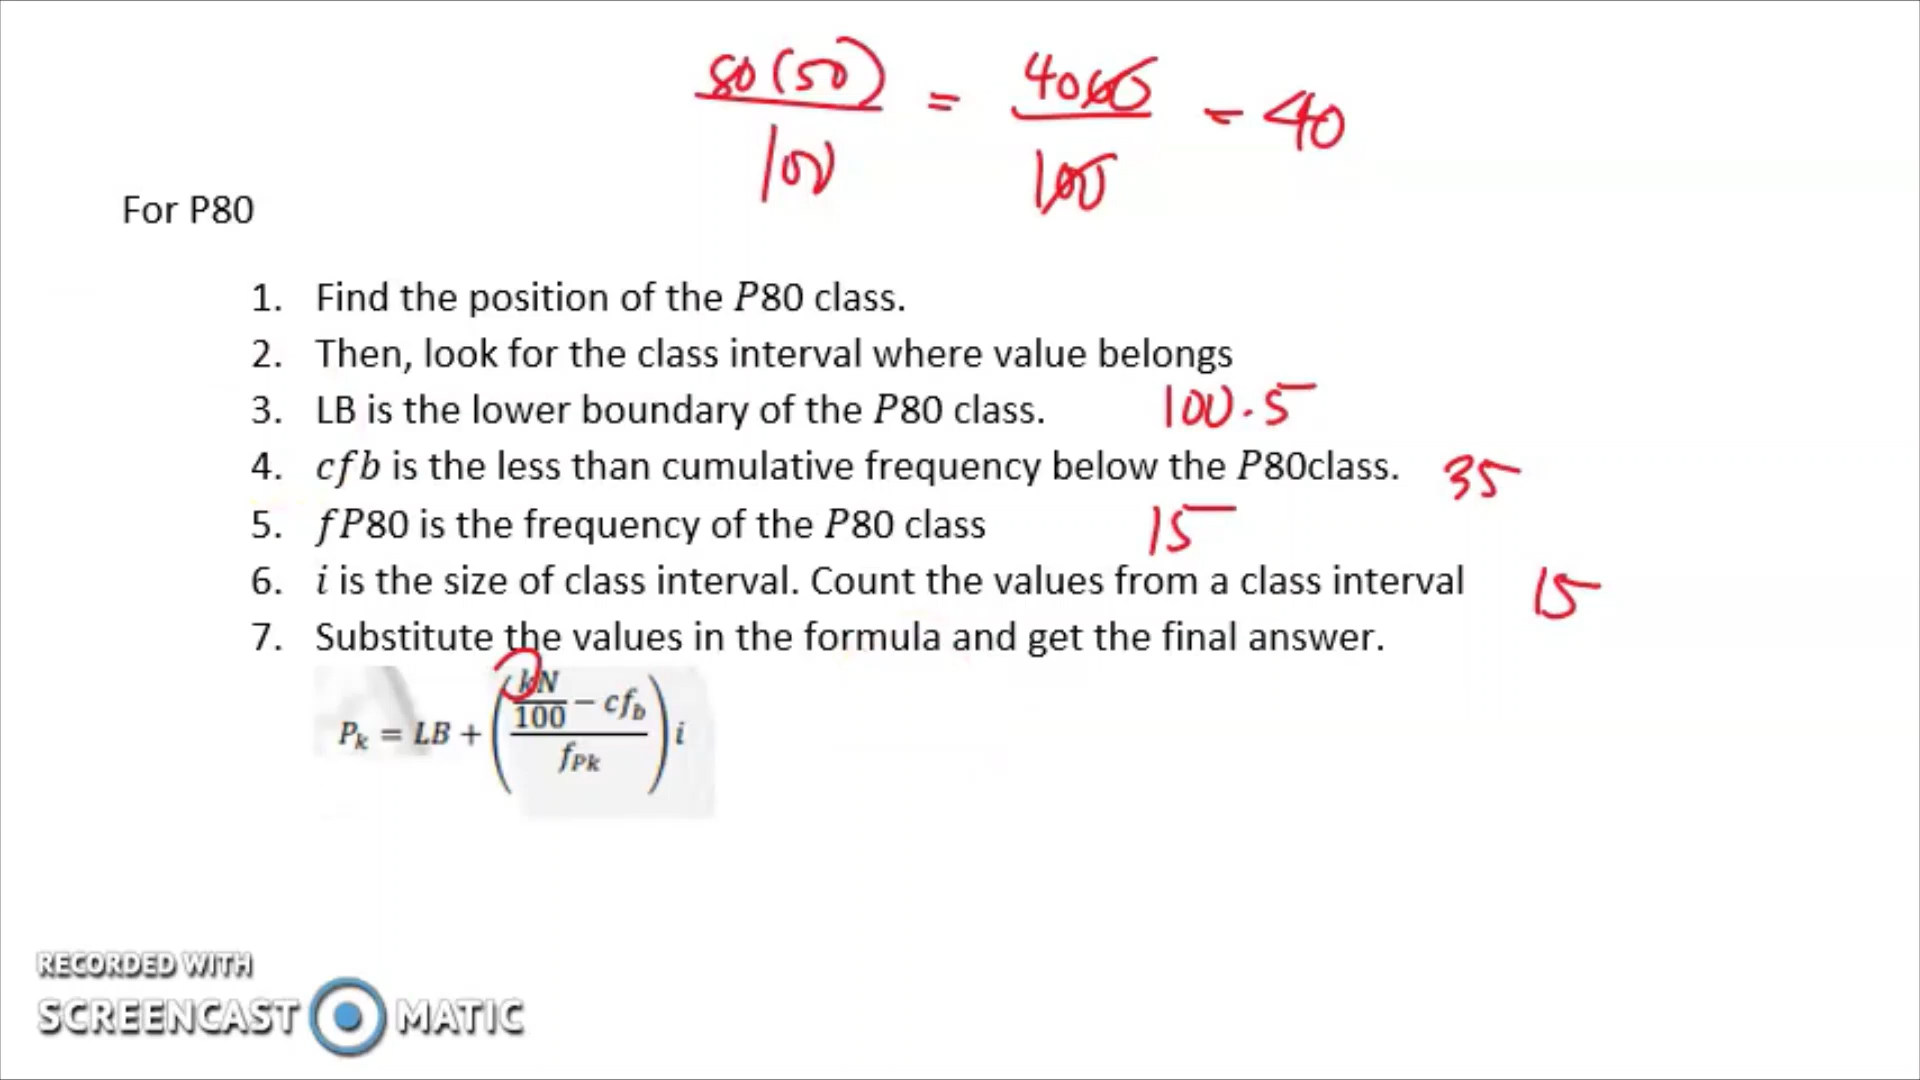 80(50)/100 = 4000/100 = 40
For P80
1. Find the position of the P80 class.
2. Then, look for the class interval where value belongs
3. LB is the lower boundary of the P80 class. 100.5
4. cfb is the less than cumulative frequency below the P80class. 35
5. fP80 is the frequency of the P80 class 15
6. i is the size of class interval. Count the values from a class interval 15
7. Substitute the values in the formula and get the final answer.
Pk = LB + ((kN/100 − cfb)/fPk) i
RECORDED WITH
SCREENCAST MATIC